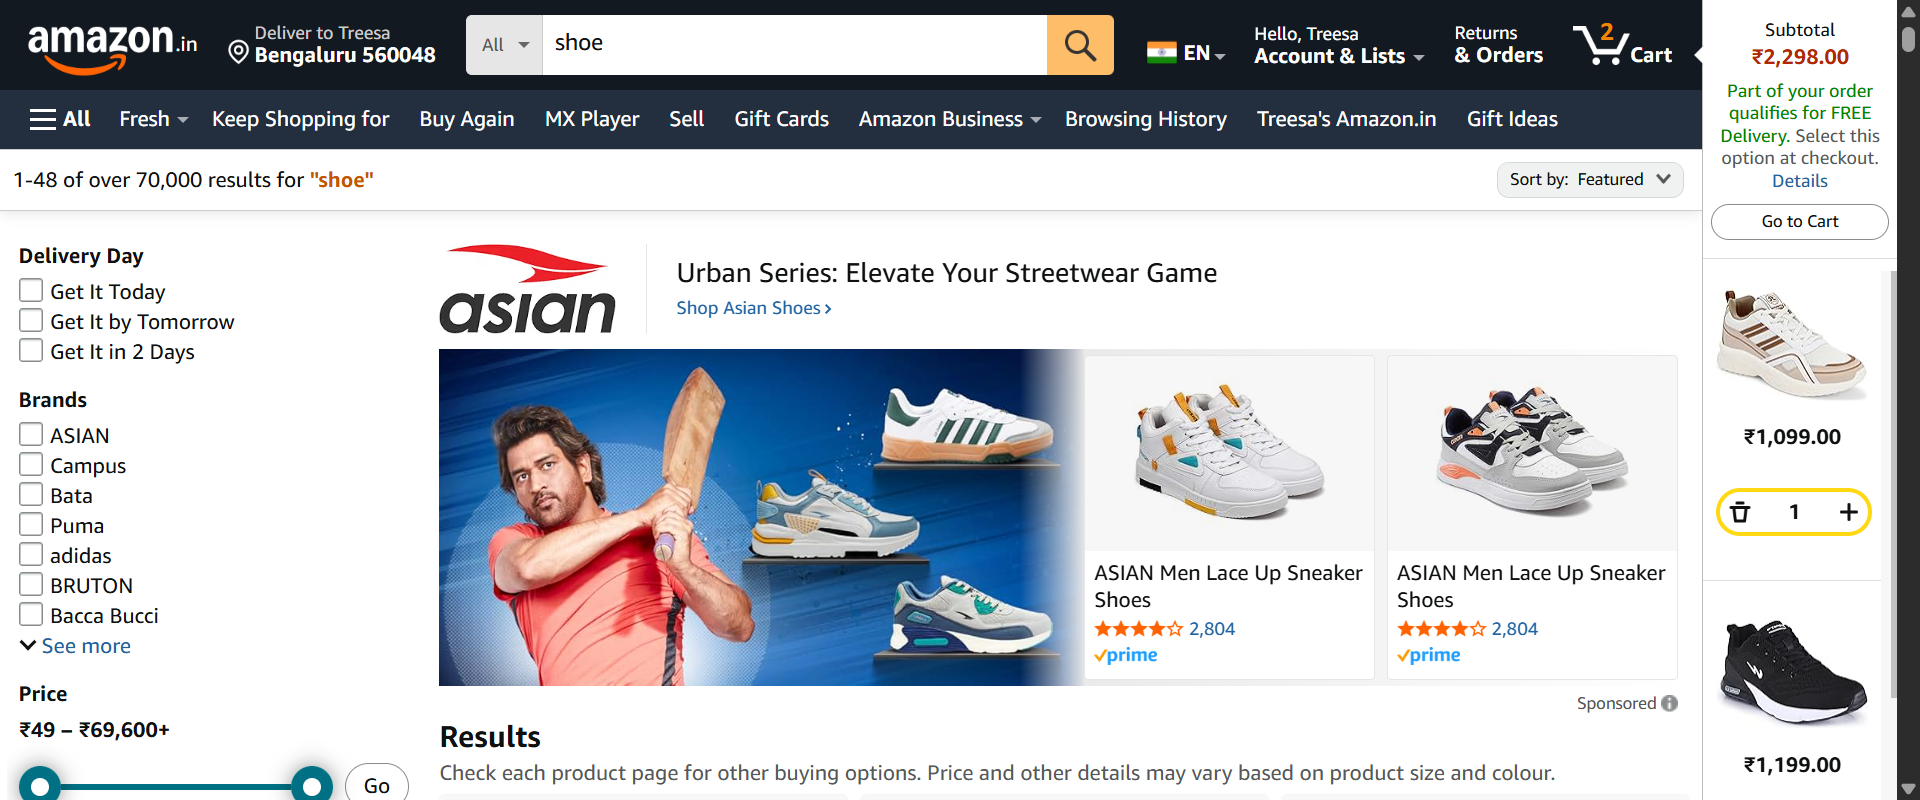 amazon.in
Deliver to Treesa
Bengaluru 560048
All
shoe
EN
Hello, Treesa
Account & Lists
Returns
& Orders
2
Cart
All
Fresh
Keep Shopping for
Buy Again
MX Player
Sell
Gift Cards
Amazon Business
Browsing History
Treesa's Amazon.in
Gift Ideas
1-48 of over 70,000 results for "shoe"
Sort by: Featured
Delivery Day
Get It Today
Get It by Tomorrow
Get It in 2 Days
Brands
ASIAN
Campus
Bata
Puma
adidas
BRUTON
Bacca Bucci
See more
Price
₹49 – ₹69,600+
Go
asian
Urban Series: Elevate Your Streetwear Game
Shop Asian Shoes ›
ASIAN Men Lace Up Sneaker
Shoes
2,804
prime
ASIAN Men Lace Up Sneaker
Shoes
2,804
prime
Sponsored
Results
Check each product page for other buying options. Price and other details may vary based on product size and colour.
Subtotal
₹2,298.00
Part of your order
qualifies for FREE
Delivery. Select this
option at checkout.
Details
Go to Cart
₹1,099.00
1
₹1,199.00